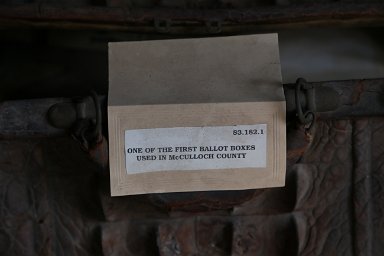 83.182.1
ONE OF THE FIRST BALLOT BOXES
USED IN McCULLOCH COUNTY